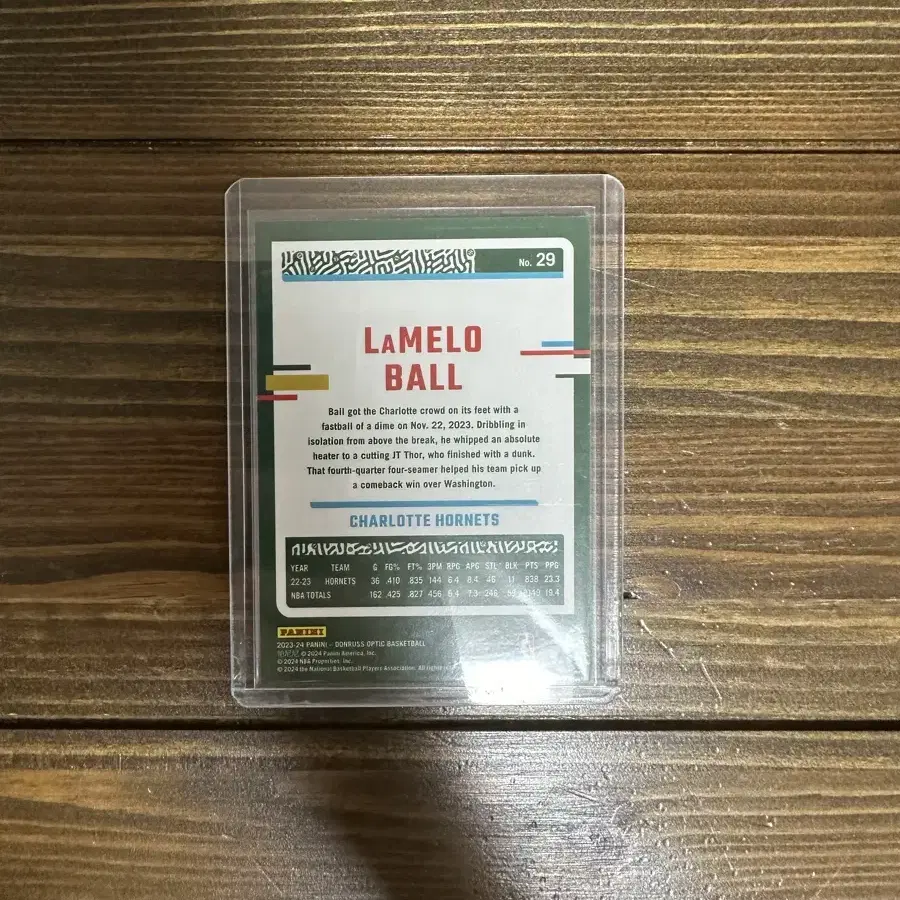 No. 29
LaMELO
BALL
Ball got the Charlotte crowd on its feet with a
fastball of a dime on Nov. 22, 2023. Dribbling in
isolation from above the break, he whipped an absolute
heater to a cutting JT Thor, who finished with a dunk.
That fourth-quarter four-seamer helped his team pick up
a comeback win over Washington.
CHARLOTTE HORNETS
YEAR TEAM G FG% FT% 3PM RPG APG STL BLK PTS PPG
22-23 HORNETS 36 .410 .835 144 6.4 8.4 46 11 838 23.3
NBA TOTALS 162 .425 .827 456 6.4 7.3 246 19.4
PANINI
2023-24 PANINI - DONRUSS OPTIC BASKETBALL
© 2024 Panini America, Inc.
© 2024 NBA Properties, Inc.
© 2024 the National Basketball Players Association. All rights